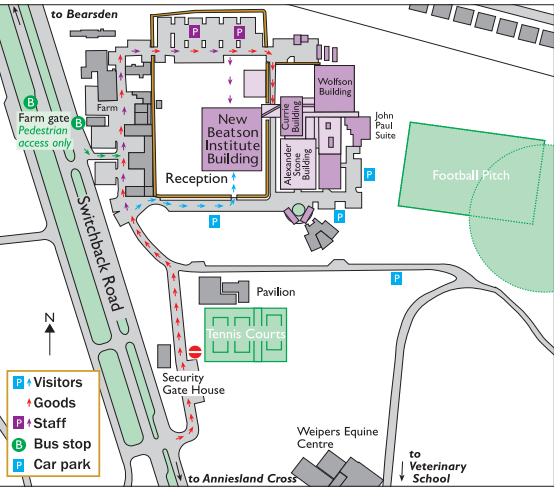 to Bearsden
P
P
B
Farm gate
Pedestrian
access only
B
Farm
New
Beatson
Institute
Building
Reception
Wolfson
Building
Currie
Building
Alexander
Stone
Building
John
Paul
Suite
P
P
P
Football Pitch
Switchback Road
P
N
Pavilion
Tennis Courts
Security
Gate House
P Visitors
Goods
P Staff
B Bus stop
P Car park
Weipers Equine
Centre
to
Veterinary
School
to Anniesland Cross